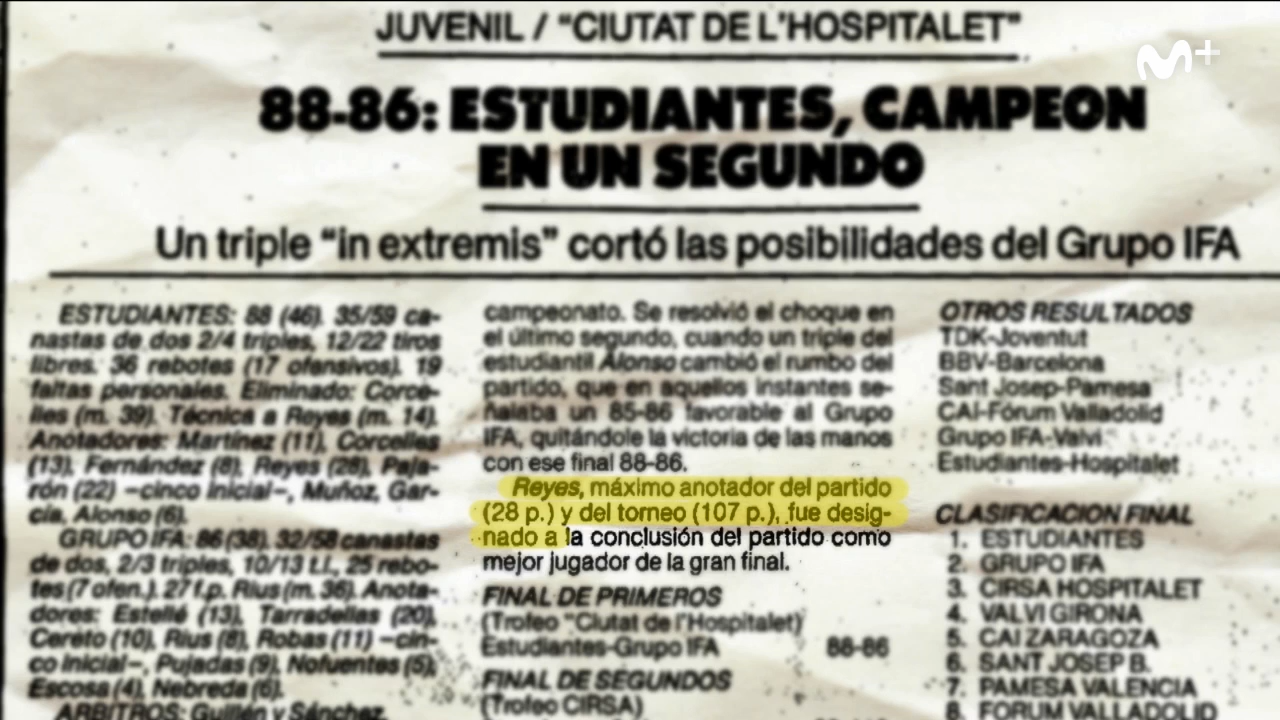 JUVENIL / "CIUTAT DE L'HOSPITALET"
M+
88-86: ESTUDIANTES, CAMPEON
EN UN SEGUNDO
Un triple "in extremis" cortó las posibilidades del Grupo IFA
ESTUDIANTES: 88 (46). 35/59 ca-
nastas de dos 2/4 triples, 12/22 tiros
libres. 36 rebotes (17 ofensivos). 19
faltas personales. Eliminado: Corce-
lles (m. 39). Técnica a Reyes (m. 14).
Anotadores: Martínez (11), Corcelles
(13), Fernández (8), Reyes (28), Paja-
rón (22) —cinco inicial—, Muñoz, Gar-
cía, Alonso (6).
GRUPO IFA: 86 (38). 32/58 canastas
de dos, 2/3 triples, 10/13 t.l., 25 rebo-
tes (7 ofen.). 27 f.p. Rius (m. 36). Anota-
dores: Estellé (13), Tarradellas (20),
Cereto (10), Rius (8), Robas (11) —cin-
co inicial—, Pujadas (9), Nofuentes (5),
Escosa (4), Nebreda (6).
ARBITROS: Guillén y Sánchez.
campeonato. Se resolvió el choque en
el último segundo, cuando un triple del
estudiantil Alonso cambió el rumbo del
partido, que en aquellos instantes se-
ñalaba un 85-86 favorable al Grupo
IFA, quitándole la victoria de las manos
con ese final 88-86.
Reyes, máximo anotador del partido
(28 p.) y del torneo (107 p.), fue desig-
nado a la conclusión del partido como
mejor jugador de la gran final.
FINAL DE PRIMEROS
(Trofeo "Ciutat de l'Hospitalet)
Estudiantes-Grupo IFA 88-86
FINAL DE SEGUNDOS
(Trofeo CIRSA)
OTROS RESULTADOS
TDK-Joventut
BBV-Barcelona
Sant Josep-Pamesa
CAI-Fórum Valladolid
Grupo IFA-Valvi
Estudiantes-Hospitalet
CLASIFICACION FINAL
1. ESTUDIANTES
2. GRUPO IFA
3. CIRSA HOSPITALET
4. VALVI GIRONA
5. CAI ZARAGOZA
6. SANT JOSEP B.
7. PAMESA VALENCIA
8. FORUM VALLADOLID